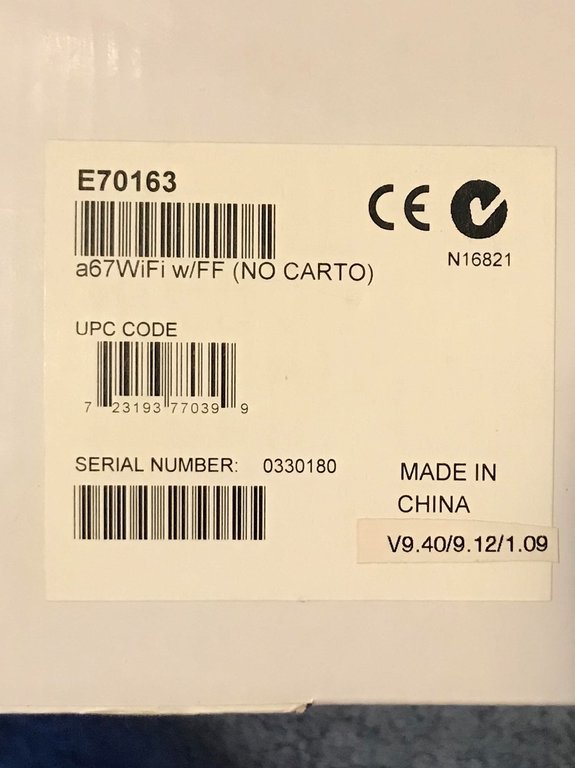 E70163
CE
N16821
a67WiFi w/FF (NO CARTO)
UPC CODE
7 23193 77039 9
SERIAL NUMBER: 0330180
MADE IN
CHINA
V9.40/9.12/1.09